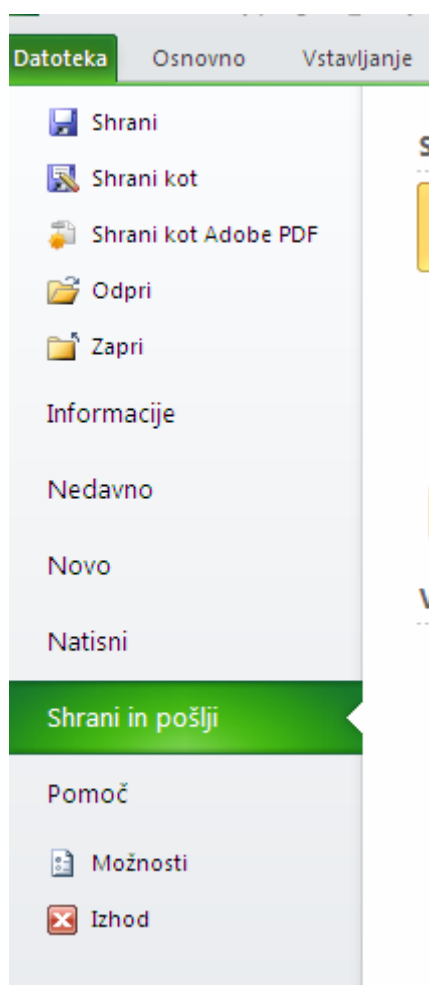 Datoteka Osnovno Vstavljanje
Shrani
Shrani kot
Shrani kot Adobe PDF
Odpri
Zapri
Informacije
Nedavno
Novo
Natisni
Shrani in pošlji
Pomoč
Možnosti
Izhod